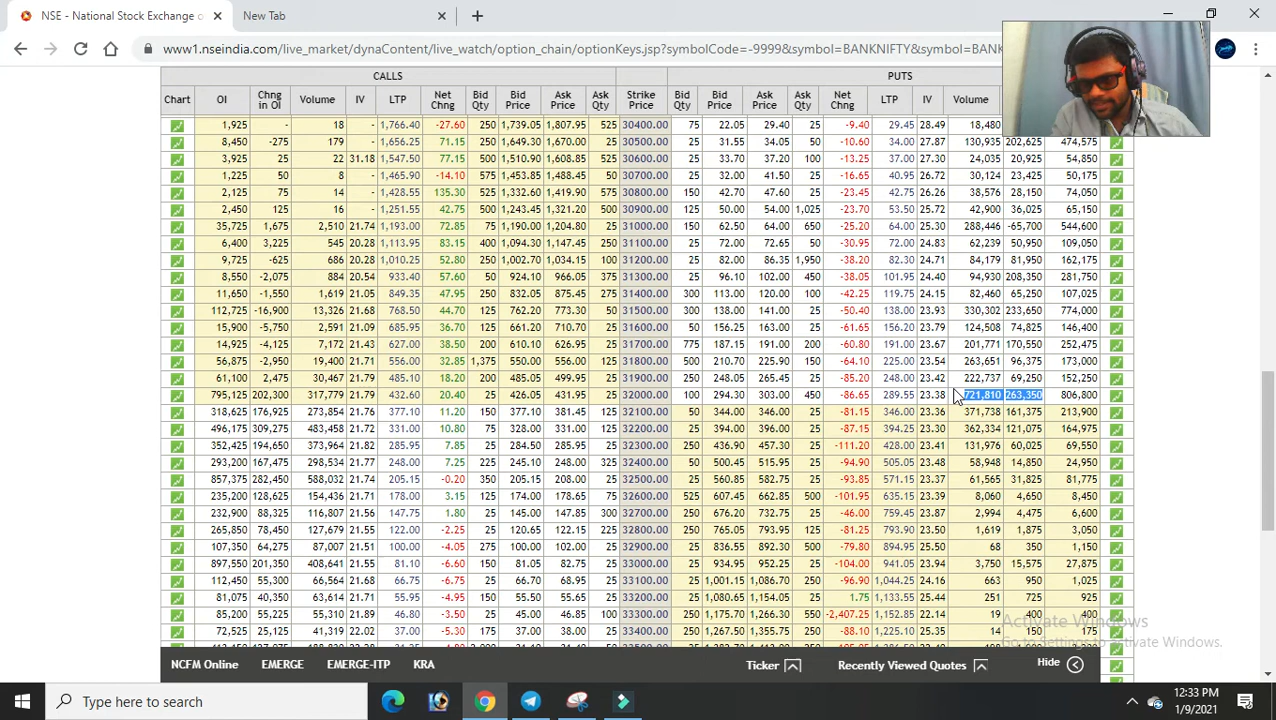 NSE - National Stock Exchange o
New Tab
www1.nseindia.com/live_market/dynaContent/live_watch/option_chain/optionKeys.jsp?symbolCode=-9999&symbol=BANKNIFTY&symbol=BANK
CALLS PUTS
Chart OI Chng in OI Volume IV LTP Net Chng Bid Qty Bid Price Ask Price Ask Qty Strike Price Bid Qty Bid Price Ask Price Ask Qty Net Chng LTP IV Volume
1,925 - 18 - 1,766.40 -27.60 250 1,739.05 1,807.95 525 30400.00 75 22.05 29.40 25 -9.40 29.45 28.49 18,480
8,450 -275 179 - 1,656.25 71.15 575 1,649.30 1,670.00 25 30500.00 25 31.55 34.05 50 -10.60 34.00 27.87 130,935 202,625 474,575
3,925 25 22 31.18 1,547.50 77.15 575 1,510.90 1,608.85 525 30600.00 25 33.70 37.20 100 -13.25 37.00 27.30 24,035 20,925 54,850
1,225 50 8 - 1,465.90 -14.10 575 1,453.85 1,488.45 50 30700.00 25 32.00 41.50 25 -16.65 40.95 26.72 30,124 23,425 50,175
2,125 75 14 - 1,428.25 135.30 525 1,332.60 1,419.90 575 30800.00 150 42.70 47.60 25 -23.45 42.75 26.26 38,576 28,150 74,050
2,450 125 16 - 1,251.25 42.75 525 1,243.45 1,321.20 500 30900.00 125 50.00 54.00 1,025 -23.70 53.50 25.72 42,900 36,025 65,150
35,725 1,675 2,510 21.74 1,193.00 72.85 75 1,190.00 1,204.80 25 31000.00 150 62.50 64.00 650 -25.20 64.00 25.30 288,446 -65,700 544,600
6,400 3,225 545 20.28 1,113.95 83.15 400 1,094.30 1,147.45 250 31100.00 25 72.00 72.65 50 -30.95 72.00 24.83 62,239 50,950 109,050
9,725 -625 686 20.28 1,010.25 52.80 250 1,002.70 1,034.15 100 31200.00 25 82.00 86.35 1,950 -38.20 82.30 24.71 84,179 81,950 162,175
8,550 -2,075 884 20.54 933.40 57.60 50 924.10 966.05 375 31300.00 25 96.10 102.00 450 -38.05 101.95 24.40 94,930 208,350 281,750
11,650 -1,550 1,619 21.05 849.35 47.95 250 832.05 875.45 275 31400.00 300 113.00 120.00 100 -42.25 119.75 24.15 82,460 65,250 107,025
112,725 -16,900 13,326 21.08 768.50 44.70 125 762.20 773.30 50 31500.00 300 138.00 141.00 25 -50.40 138.00 23.93 330,302 233,650 774,000
15,900 -5,750 2,591 21.09 685.95 36.70 100 661.20 710.70 25 31600.00 50 156.25 163.00 25 -61.65 156.20 23.79 124,508 74,825 146,400
14,925 -5,125 7,172 21.43 627.00 38.50 100 610.10 626.95 25 31700.00 775 187.15 191.00 300 -60.80 191.00 23.67 201,771 170,550 252,475
56,875 -2,950 19,400 21.71 556.05 32.85 1,375 550.00 556.00 125 31800.00 500 210.70 225.90 150 -64.10 225.00 23.54 263,651 96,375 173,000
61,100 2,475 30,467 21.79 485.10 18.20 200 485.05 499.95 25 31900.00 25 248.05 265.45 25 -85.20 248.00 23.42 222,737 69,250 152,250
795,125 202,300 317,779 21.79 432.60 20.40 25 426.05 431.95 25 32000.00 100 294.30 303.00 450 -86.65 289.55 23.38 721,810 263,350 806,800
318,625 176,925 273,854 21.76 377.10 11.20 150 377.10 381.45 125 32100.00 50 344.00 352.00 25 -81.15 346.00 23.36 371,738 161,375 213,900
496,175 309,275 483,458 21.72 331.00 10.80 75 328.00 331.00 125 32200.00 50 394.00 396.00 25 -87.15 394.25 23.30 362,334 121,075 164,975
352,425 194,650 373,964 21.82 285.95 7.85 25 284.50 285.95 25 32300.00 250 436.90 457.30 25 -111.20 428.00 23.41 131,976 60,025 69,550
293,200 167,475 298,534 21.77 248.00 7.25 25 245.10 248.00 325 32400.00 50 500.45 515.95 25 -94.90 505.05 23.48 58,948 14,850 24,950
857,375 282,450 588,032 21.74 205.15 -0.20 350 205.15 208.00 25 32500.00 25 560.85 582.75 25 -93.85 571.15 23.37 61,565 31,825 81,775
235,200 128,625 154,436 21.71 178.00 3.15 125 174.00 178.65 75 32600.00 525 607.45 662.85 500 -101.95 635.15 23.39 8,060 4,650 8,450
232,900 88,325 116,807 21.56 147.75 1.80 25 145.00 147.85 300 32700.00 25 676.20 732.75 25 -46.00 759.45 23.87 2,994 4,475 6,600
265,850 78,450 127,679 21.55 122.00 -2.25 25 120.65 122.15 225 32800.00 25 765.05 793.95 125 -81.25 793.90 23.50 1,619 1,875 3,050
107,350 64,275 87,007 21.51 100.00 -4.05 275 100.00 102.00 25 32900.00 25 836.55 892.30 500 -79.80 894.95 25.50 68 350 1,150
897,550 201,350 408,641 21.55 81.10 -6.60 150 81.05 82.75 25 33000.00 25 934.95 952.25 25 -104.00 941.05 23.94 3,750 15,575 27,875
112,450 55,300 66,564 21.68 66.75 -6.75 25 66.70 68.95 25 33100.00 25 1,001.15 1,086.70 250 -96.90 1,044.25 24.16 663 950 1,025
81,075 40,350 63,614 21.71 55.95 -4.95 150 55.50 55.65 25 33200.00 25 1,080.65 1,154.05 250 1.75 1,133.55 25.44 251 725 925
85,200 55,225 55,310 21.89 46.80 -3.50 25 45.00 46.85 100 33300.00 25 1,175.70 1,266.30 550 -2,407.25 1,152.85 22.14 19 400 400
72,525 25,125 41,319 22.02 37.00 -5.30 175 37.00 38.00 25 33400.00 50 1,267.50 1,355.75 250 -88.10 1,225.10 25.35 14 150 175
Activate Windows
Go to Settings to activate Windows.
NCFM Online EMERGE EMERGE-ITP Ticker Recently Viewed Quotes Hide
Type here to search
12:33 PM
1/9/2021